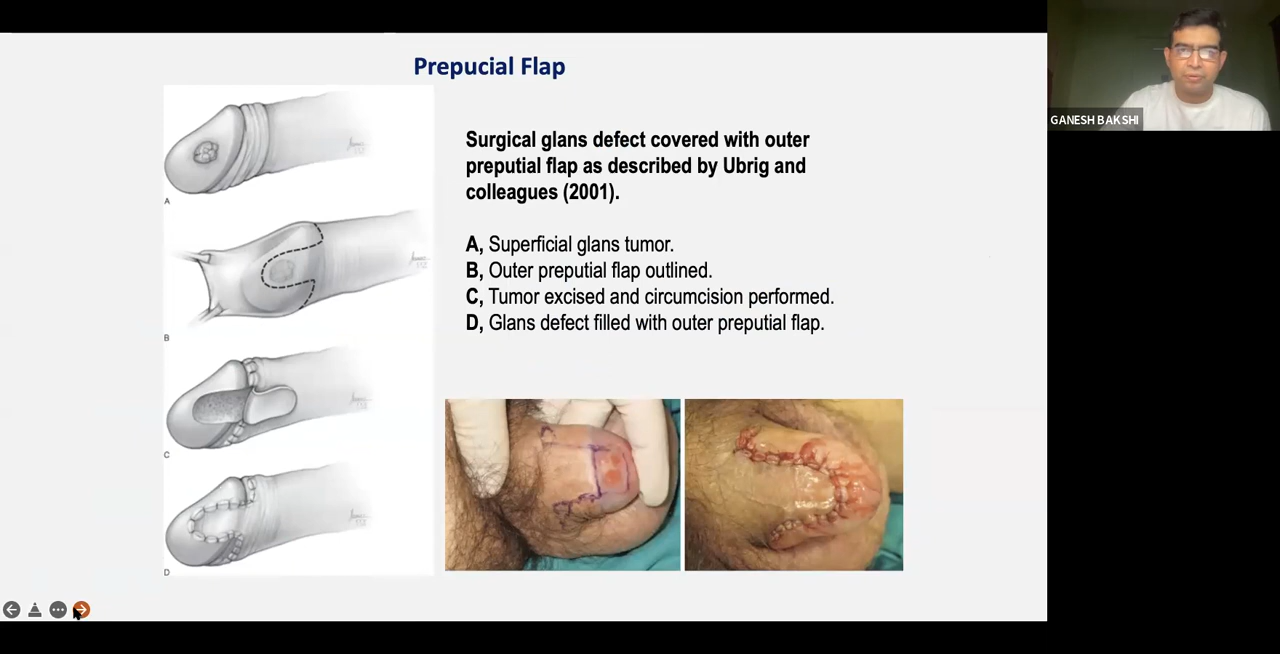 Prepucial Flap
GANESH BAKSHI
Surgical glans defect covered with outer
preputial flap as described by Ubrig and
colleagues (2001).
A, Superficial glans tumor.
B, Outer preputial flap outlined.
C, Tumor excised and circumcision performed.
D, Glans defect filled with outer preputial flap.
A
B
C
D